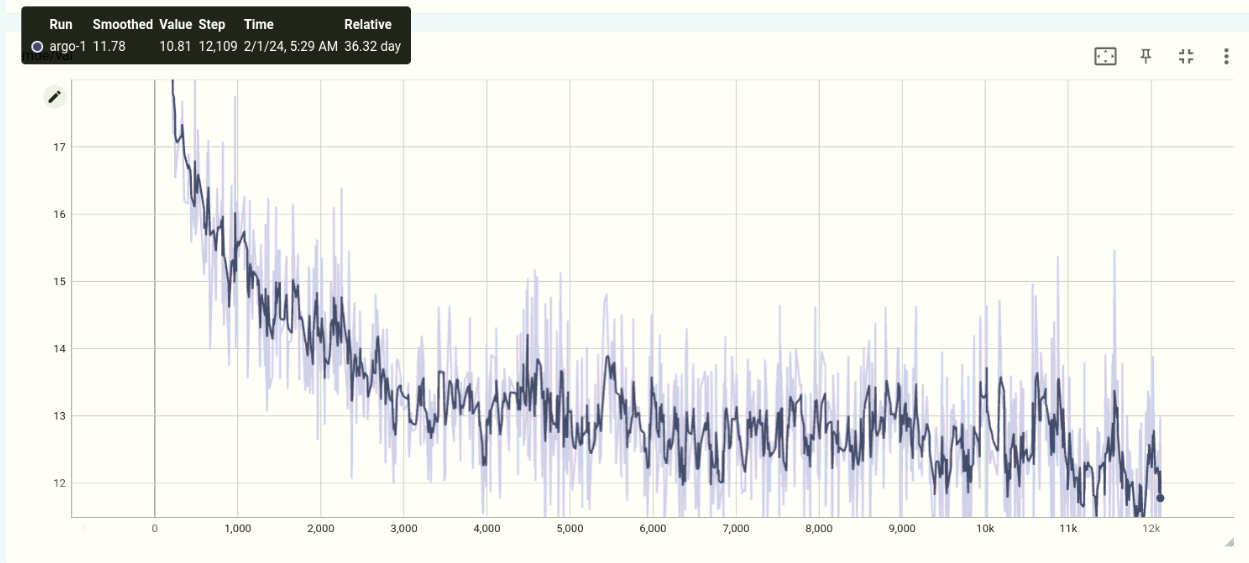 Run Smoothed Value Step Time Relative
argo-1 11.78 10.81 12,109 2/1/24, 5:29 AM 36.32 day
17
16
15
14
13
12
0 1,000 2,000 3,000 4,000 5,000 6,000 7,000 8,000 9,000 10k 11k 12k